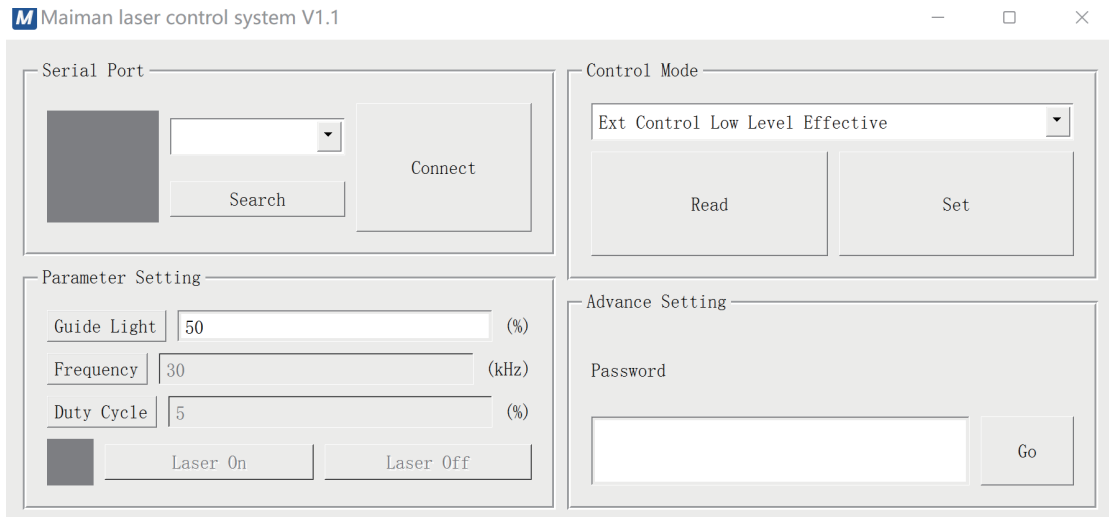 M Maiman laser control system V1.1
Serial Port
Search
Connect
Parameter Setting
Guide Light 50 (%)
Frequency 30 (kHz)
Duty Cycle 5 (%)
Laser On Laser Off
Control Mode
Ext Control Low Level Effective
Read Set
Advance Setting
Password
Go